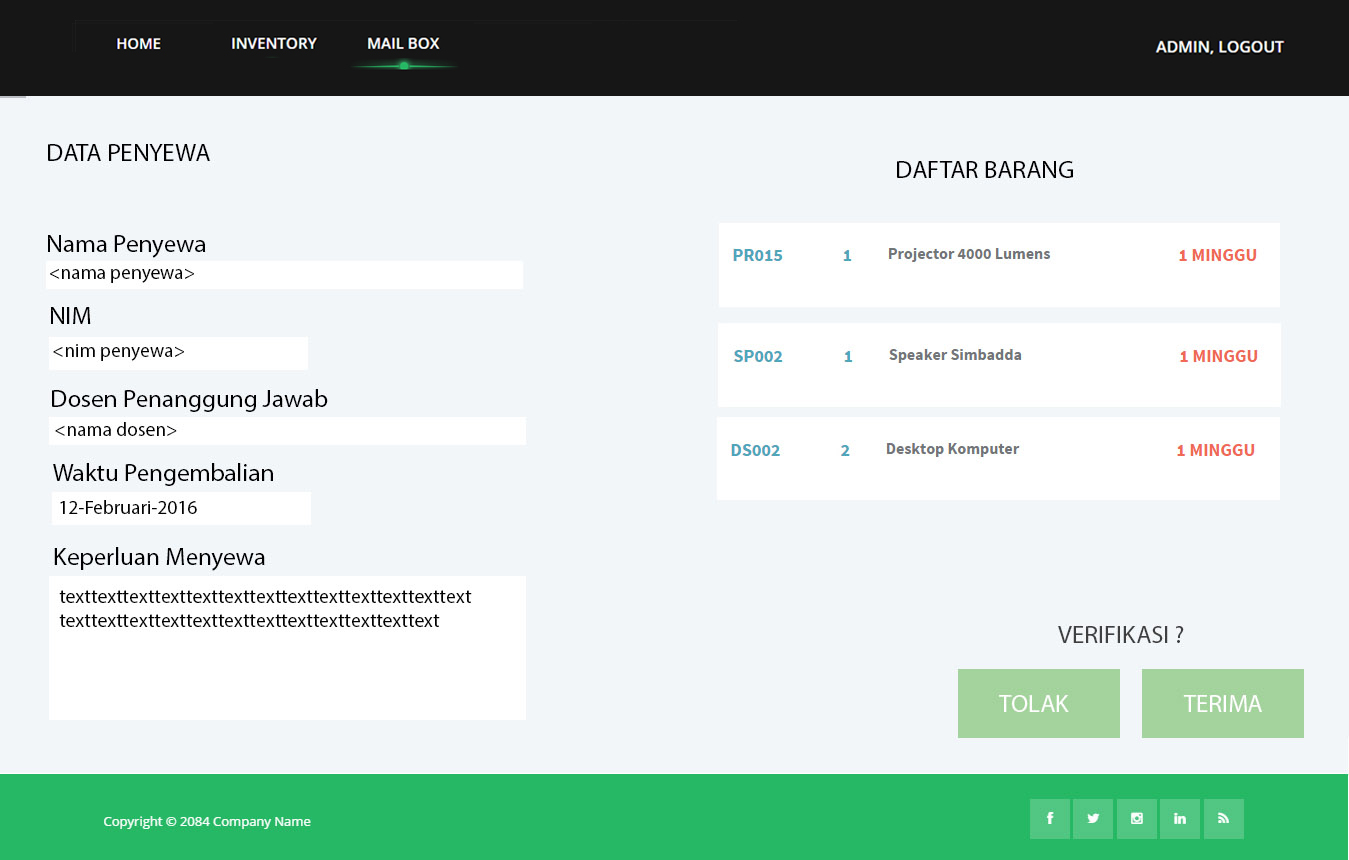 HOME INVENTORY MAIL BOX ADMIN, LOGOUT
DATA PENYEWA
Nama Penyewa
<nama penyewa>
NIM
<nim penyewa>
Dosen Penanggung Jawab
<nama dosen>
Waktu Pengembalian
12-Februari-2016
Keperluan Menyewa
texttexttexttexttexttexttexttexttexttexttexttexttext
texttexttexttexttexttexttexttexttexttexttexttext
DAFTAR BARANG
PR015 1 Projector 4000 Lumens 1 MINGGU
SP002 1 Speaker Simbadda 1 MINGGU
DS002 2 Desktop Komputer 1 MINGGU
VERIFIKASI ?
TOLAK TERIMA
Copyright © 2084 Company Name